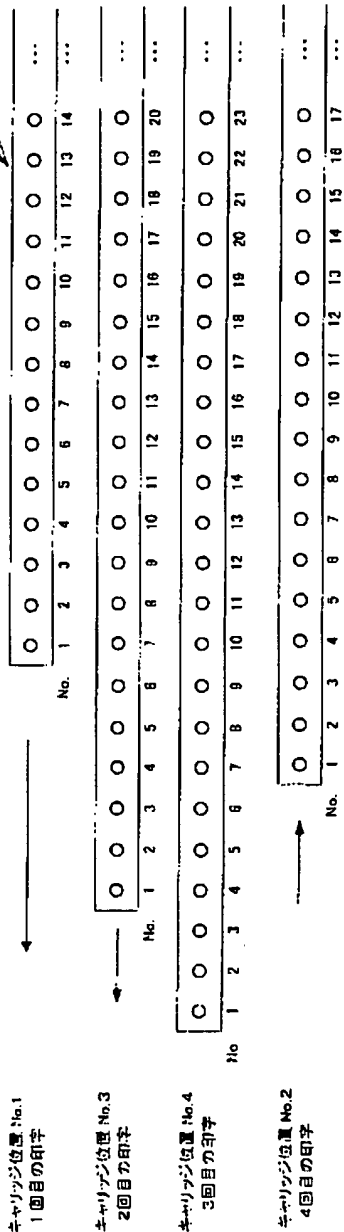 キャリッジ位置 No.1
1回目の印字
No. 1 2 3 4 5 6 7 8 9 10 11 12 13 14 ...
キャリッジ位置 No.3
2回目の印字
No. 1 2 3 4 5 6 7 8 9 10 11 12 13 14 15 16 17 18 19 20 ...
キャリッジ位置 No.4
3回目の印字
No 1 2 3 4 5 6 7 8 9 10 11 12 13 14 15 16 17 18 19 20 21 22 23 ...
キャリッジ位置 No.2
4回目の印字
No. 1 2 3 4 5 6 7 8 9 10 11 12 13 14 15 16 17 ...